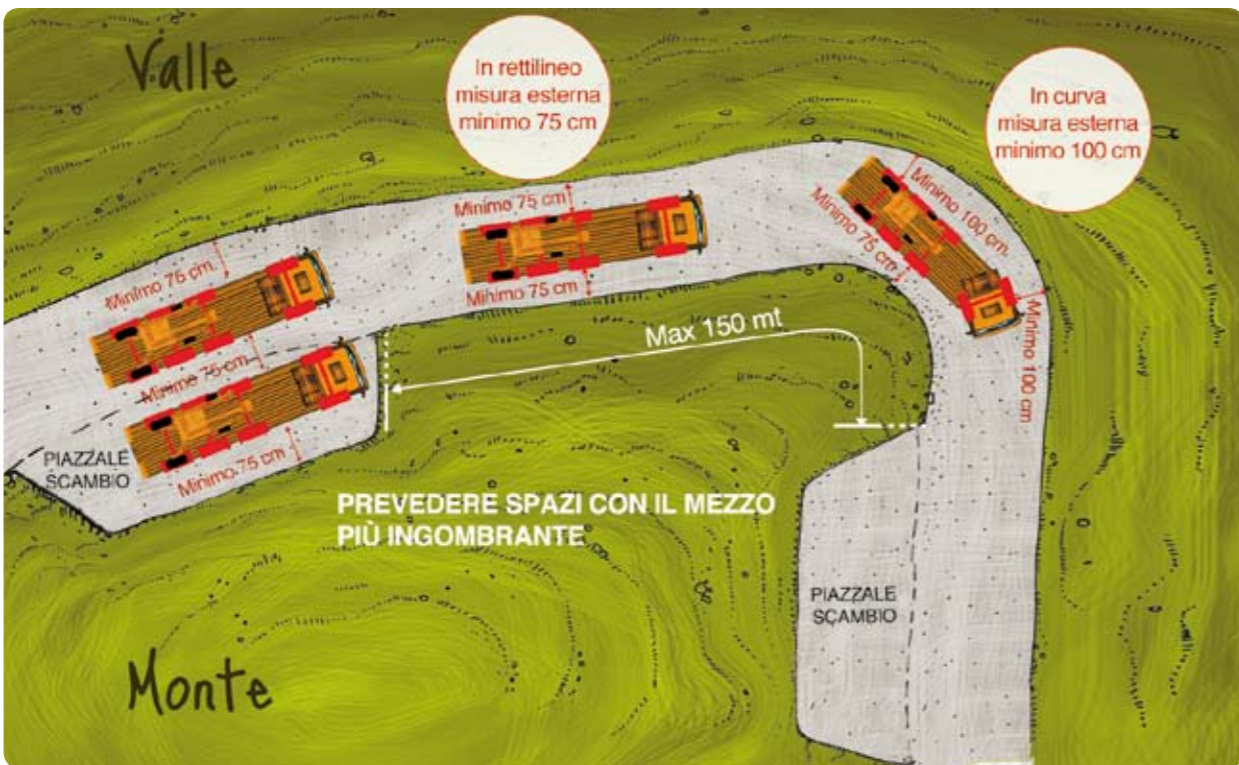 Valle
In rettilineo
misura esterna
minimo 75 cm
In curva
misura esterna
minimo 100 cm
Minimo 75 cm.
Minimo 75 cm
Minimo 75 cm
Minimo 75 cm
Minimo 75 cm
Minimo 100 cm.
Minimo 75 cm
Minimo 100 cm
Max 150 mt
Minimo 75 cm
PIAZZALE
SCAMBIO
PREVEDERE SPAZI CON IL MEZZO
PIÙ INGOMBRANTE
PIAZZALE
SCAMBIO
Monte